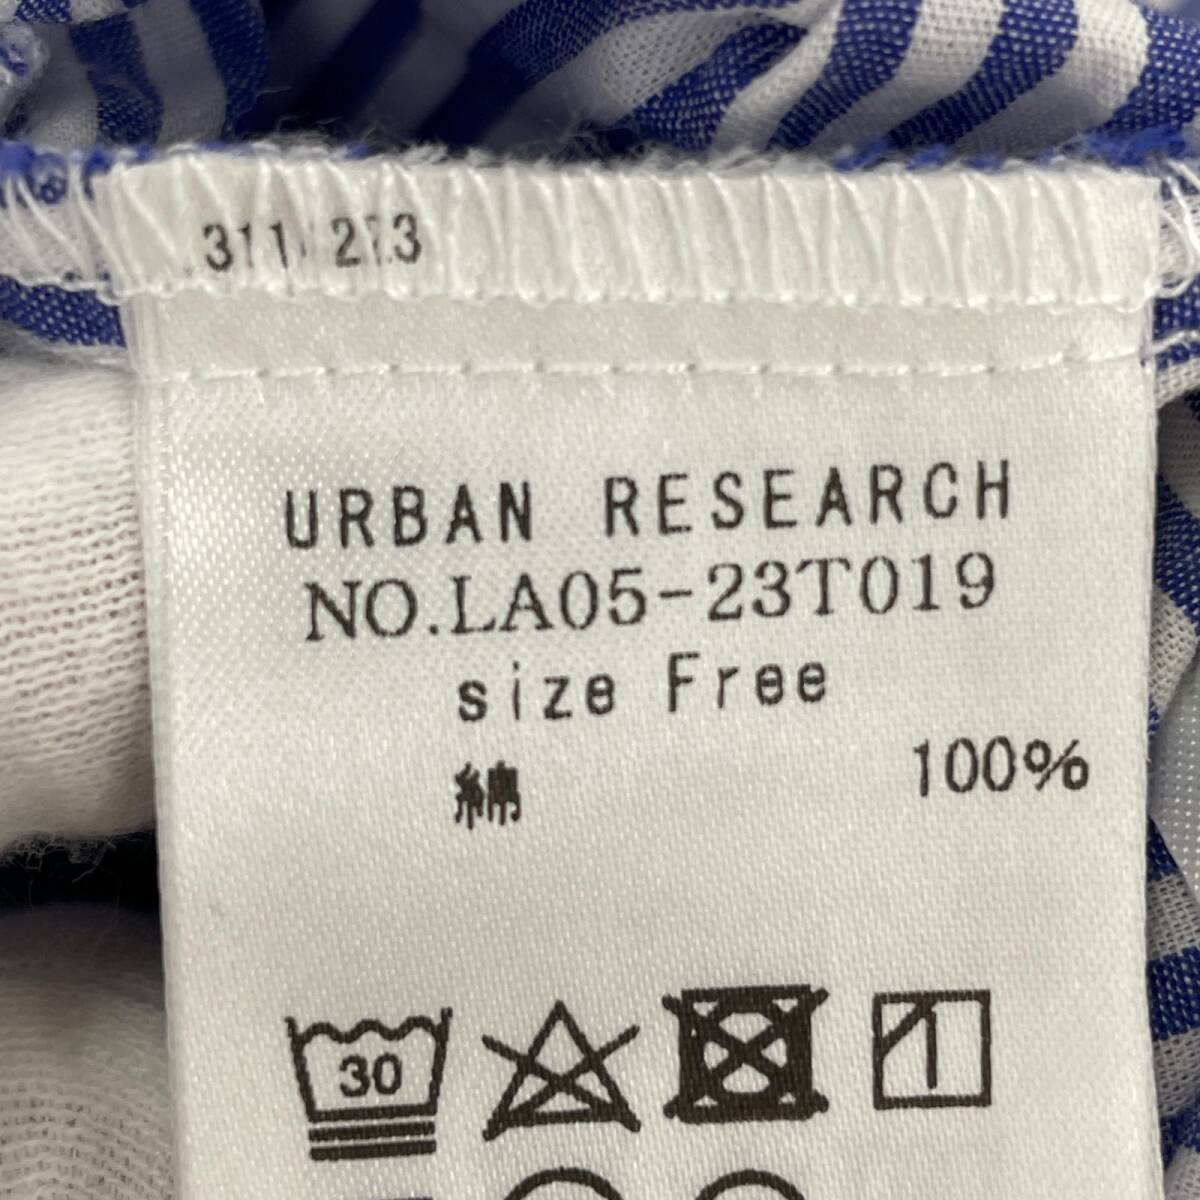 URBAN RESEARCH
NO.LA05-23T019
size Free
綿 100%
30